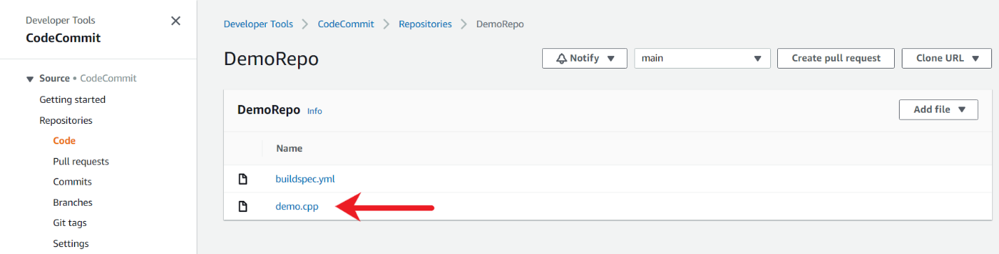 Developer Tools
CodeCommit
Source • CodeCommit
Getting started
Repositories
Code
Pull requests
Commits
Branches
Git tags
Settings
Developer Tools > CodeCommit > Repositories > DemoRepo
DemoRepo
Notify main Create pull request Clone URL
DemoRepo Info
Add file
Name
buildspec.yml
demo.cpp